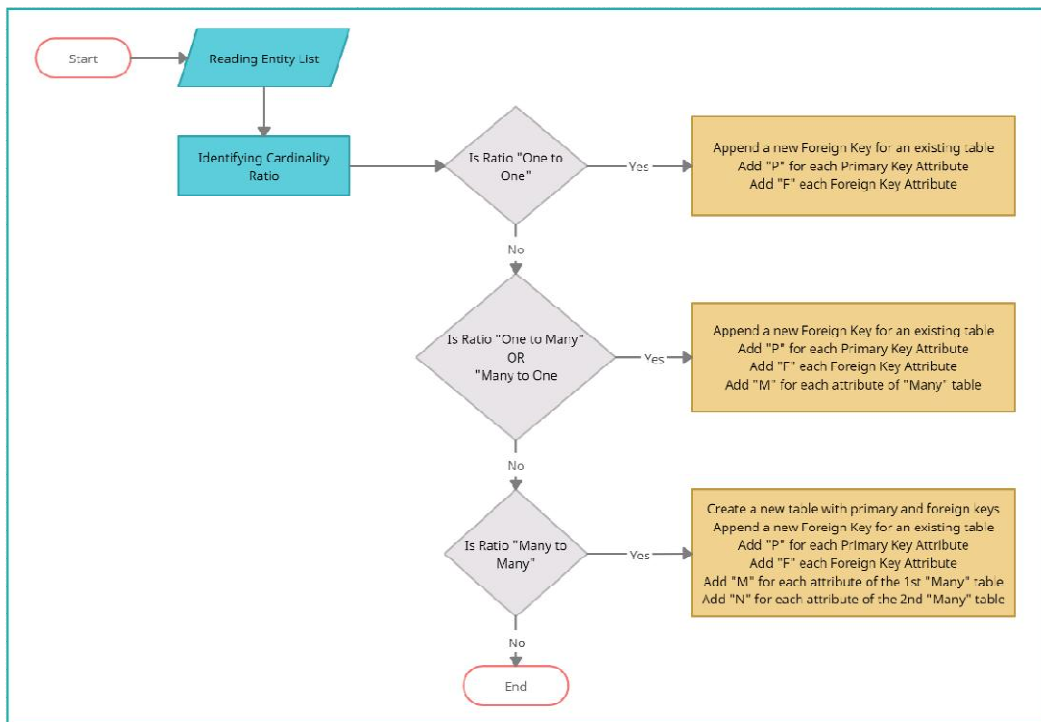 Start
Reading Entity List
Identifying Cardinality
Ratio
Is Ratio "One to
One"
Yes
Append a new Foreign Key for an existing table
Add "P" for each Primary Key Attribute
Add "F" each Foreign Key Attribute
No
Is Ratio "One to Many"
OR
"Many to One
Yes
Append a new Foreign Key for an existing table
Add "P" for each Primary Key Attribute
Add "F" each Foreign Key Attribute
Add "M" for each attribute of "Many" table
No
Is Ratio "Many to
Many"
Yes
Create a new table with primary and foreign keys
Append a new Foreign Key for an existing table
Add "P" for each Primary Key Attribute
Add "F" each Foreign Key Attribute
Add "M" for each attribute of the 1st "Many" table
Add "N" for each attribute of the 2nd "Many" table
No
End